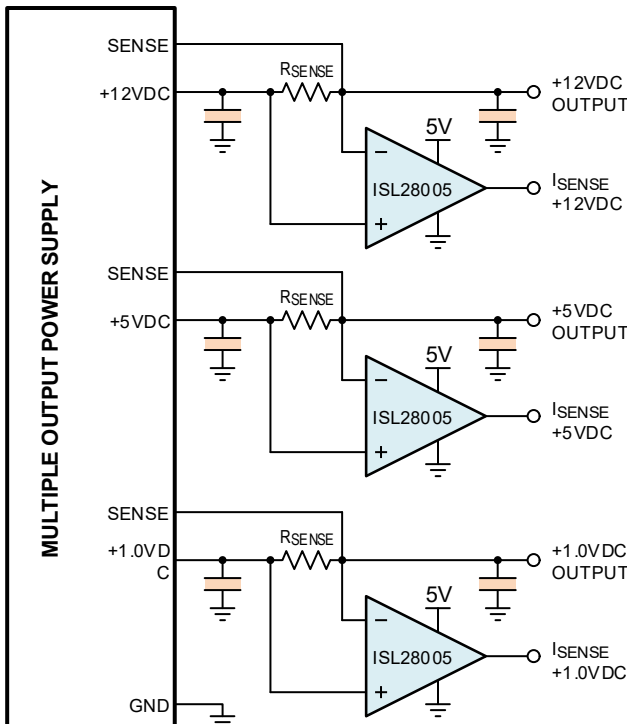 MULTIPLE OUTPUT POWER SUPPLY
SENSE
+12VDC
RSENSE
+12VDC
OUTPUT
5V
−
ISL28005
+
ISENSE
+12VDC
SENSE
+5VDC
RSENSE
+5VDC
OUTPUT
5V
−
ISL28005
+
ISENSE
+5VDC
SENSE
+1.0VD
C
RSENSE
+1.0VDC
OUTPUT
5V
−
ISL28005
+
ISENSE
+1.0VDC
GND